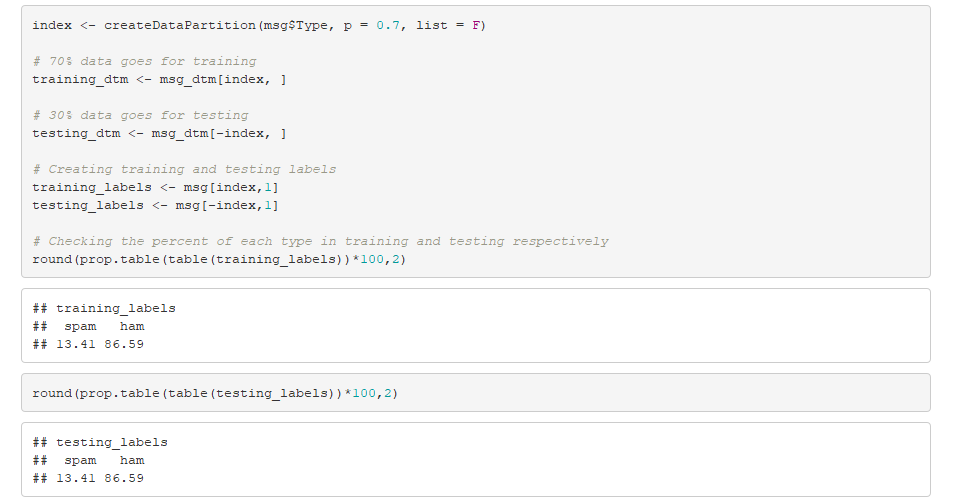 index <- createDataPartition(msg$Type, p = 0.7, list = F)
# 70% data goes for training
training_dtm <- msg_dtm[index, ]
# 30% data goes for testing
testing_dtm <- msg_dtm[-index, ]
# Creating training and testing labels
training_labels <- msg[index,1]
testing_labels <- msg[-index,1]
# Checking the percent of each type in training and testing respectively
round(prop.table(table(training_labels))*100,2)
## training_labels
##  spam   ham
## 13.41 86.59
round(prop.table(table(testing_labels))*100,2)
## testing_labels
##  spam   ham
## 13.41 86.59